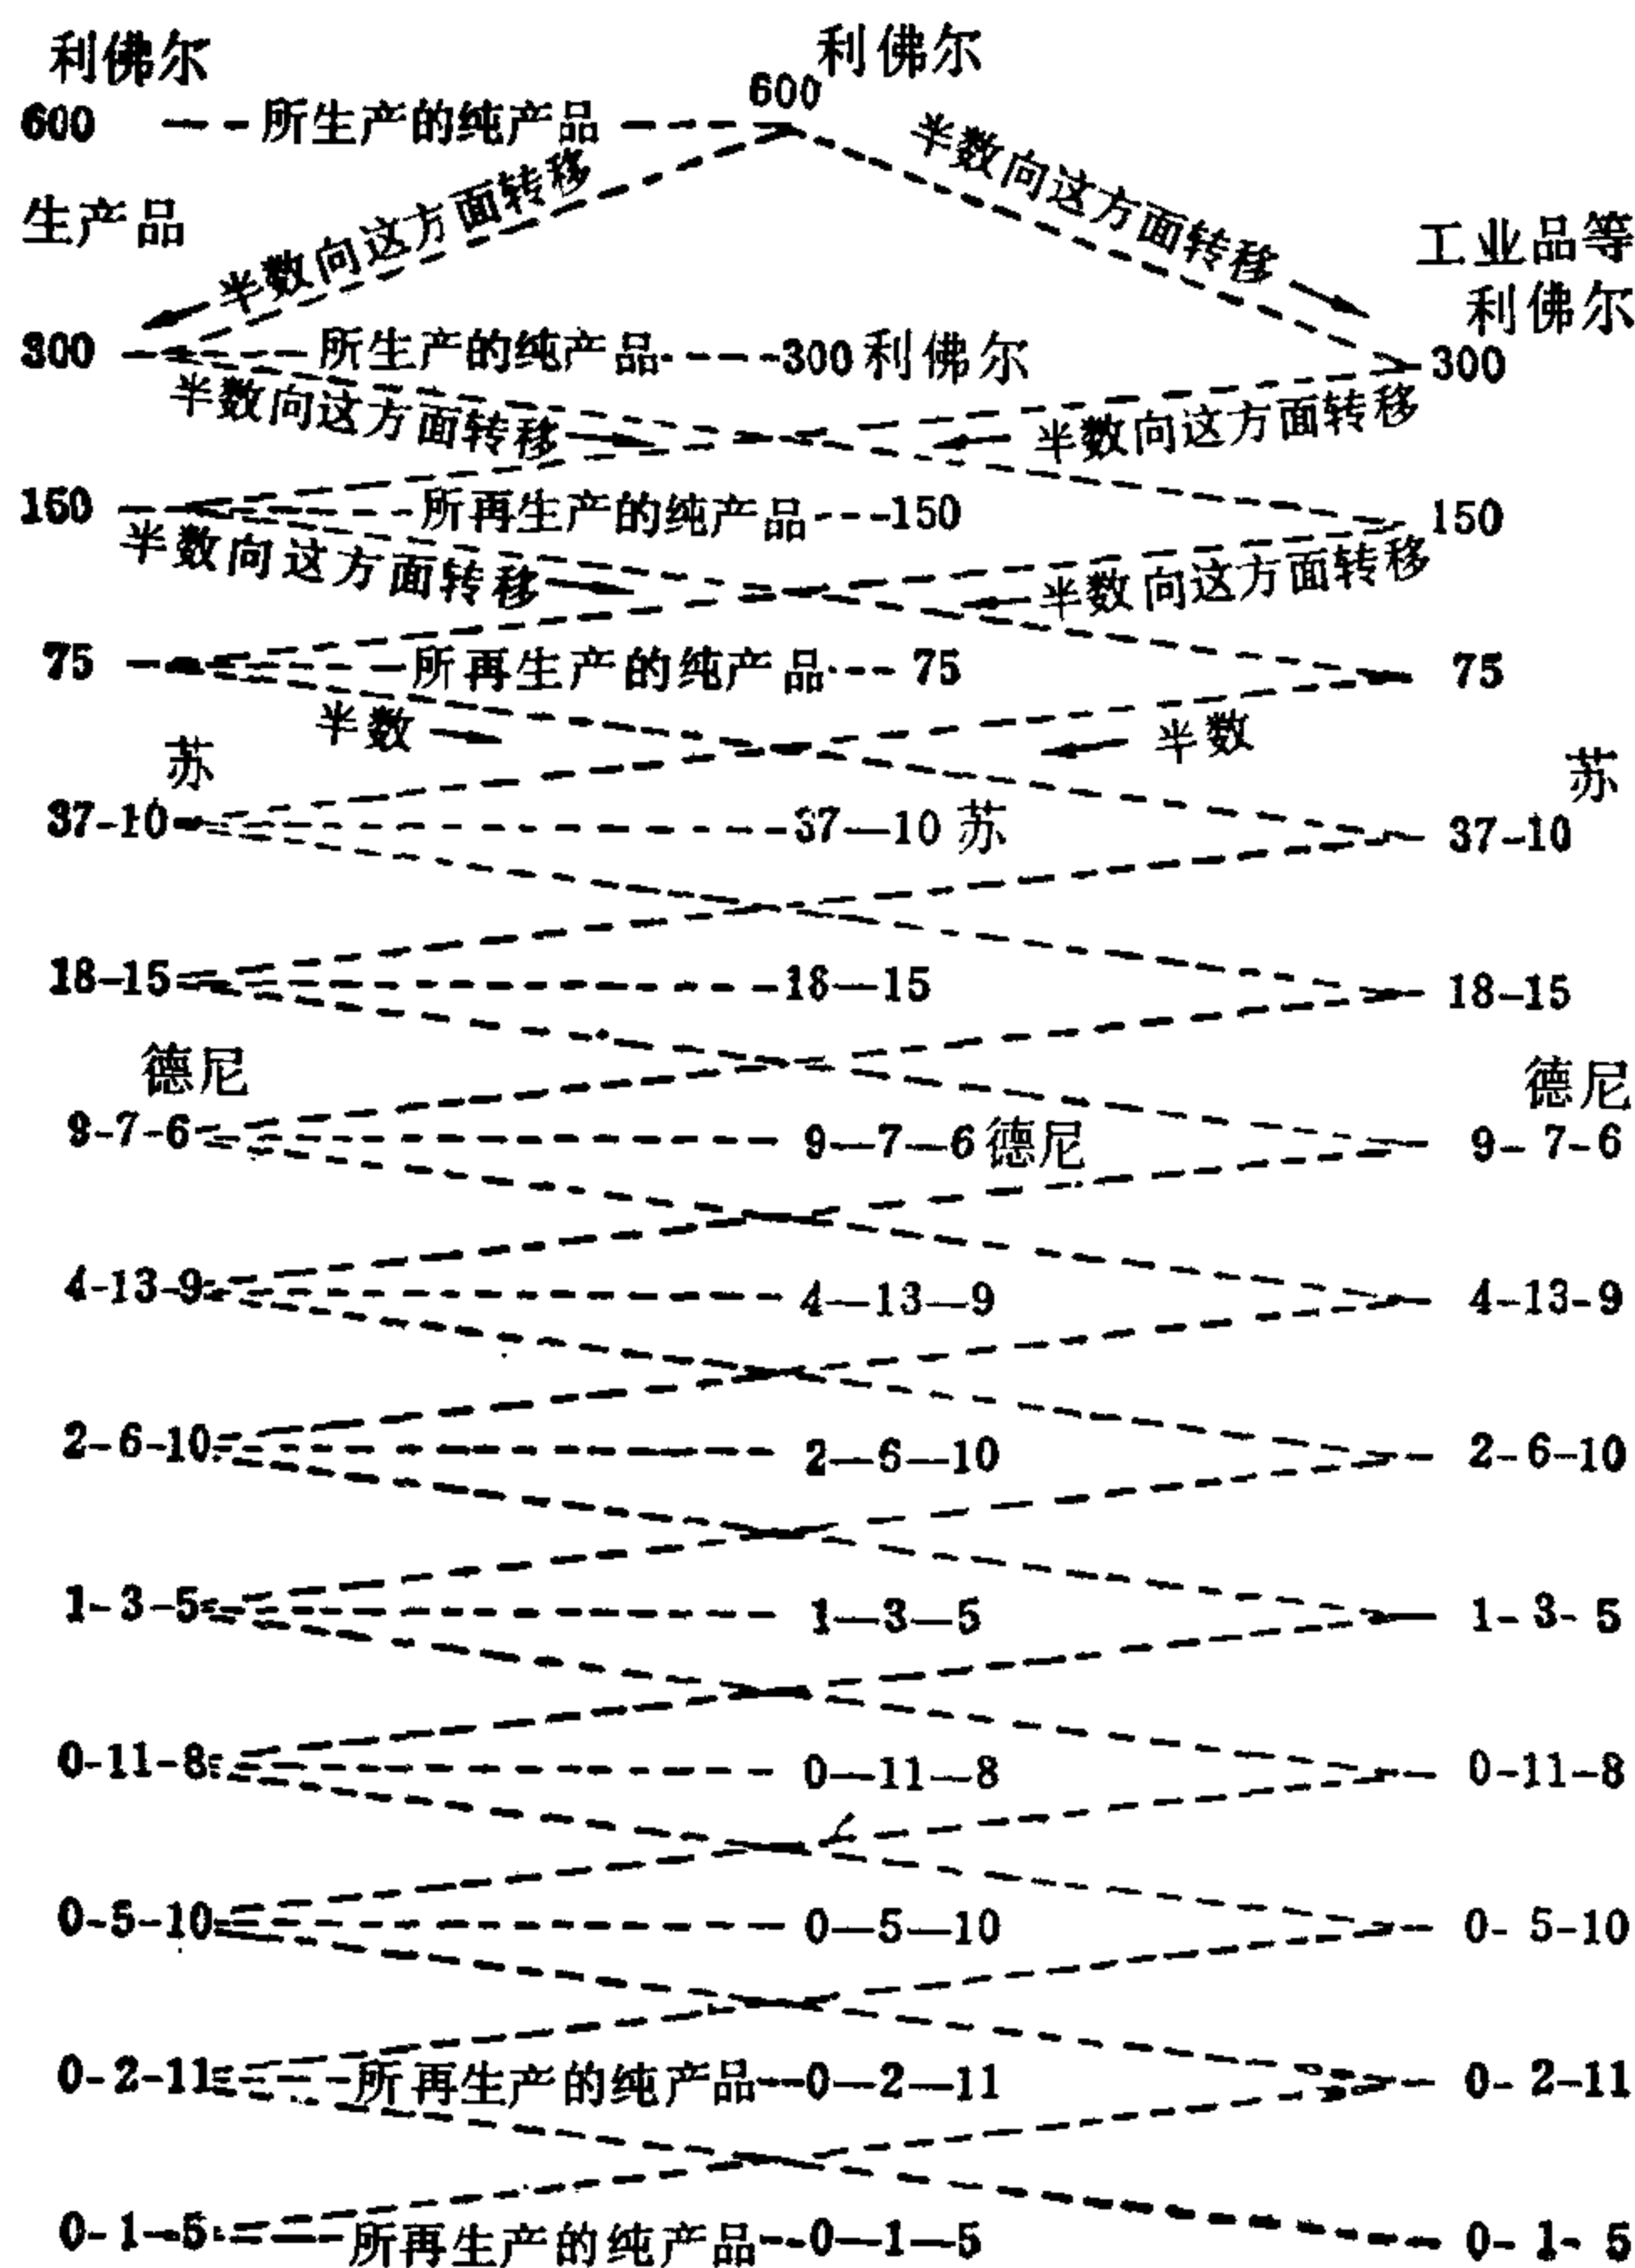 利佛尔 利佛尔
600 所生产的纯产品 600
半数向这方面转移 半数向这方面转移
生产品 工业品等
利佛尔
300 所生产的纯产品 300利佛尔 300
半数向这方面转移 半数向这方面转移
150 所再生产的纯产品 150 150
半数向这方面转移 半数向这方面转移
75 所再生产的纯产品 75 75
半数 半数
苏 苏
37-10 37—10苏 37-10
18-15 18—15 18-15
德尼 德尼
9-7-6 9—7—6德尼 9-7-6
4-13-9 4—13—9 4-13-9
2-6-10 2—6—10 2-6-10
1-3-5 1—3—5 1-3-5
0-11-8 0—11—8 0-11-8
0-5-10 0—5—10 0-5-10
0-2-11 所再生产的纯产品 0—2—11 0-2-11
0-1-5 所再生产的纯产品 0—1—5 0-1-5